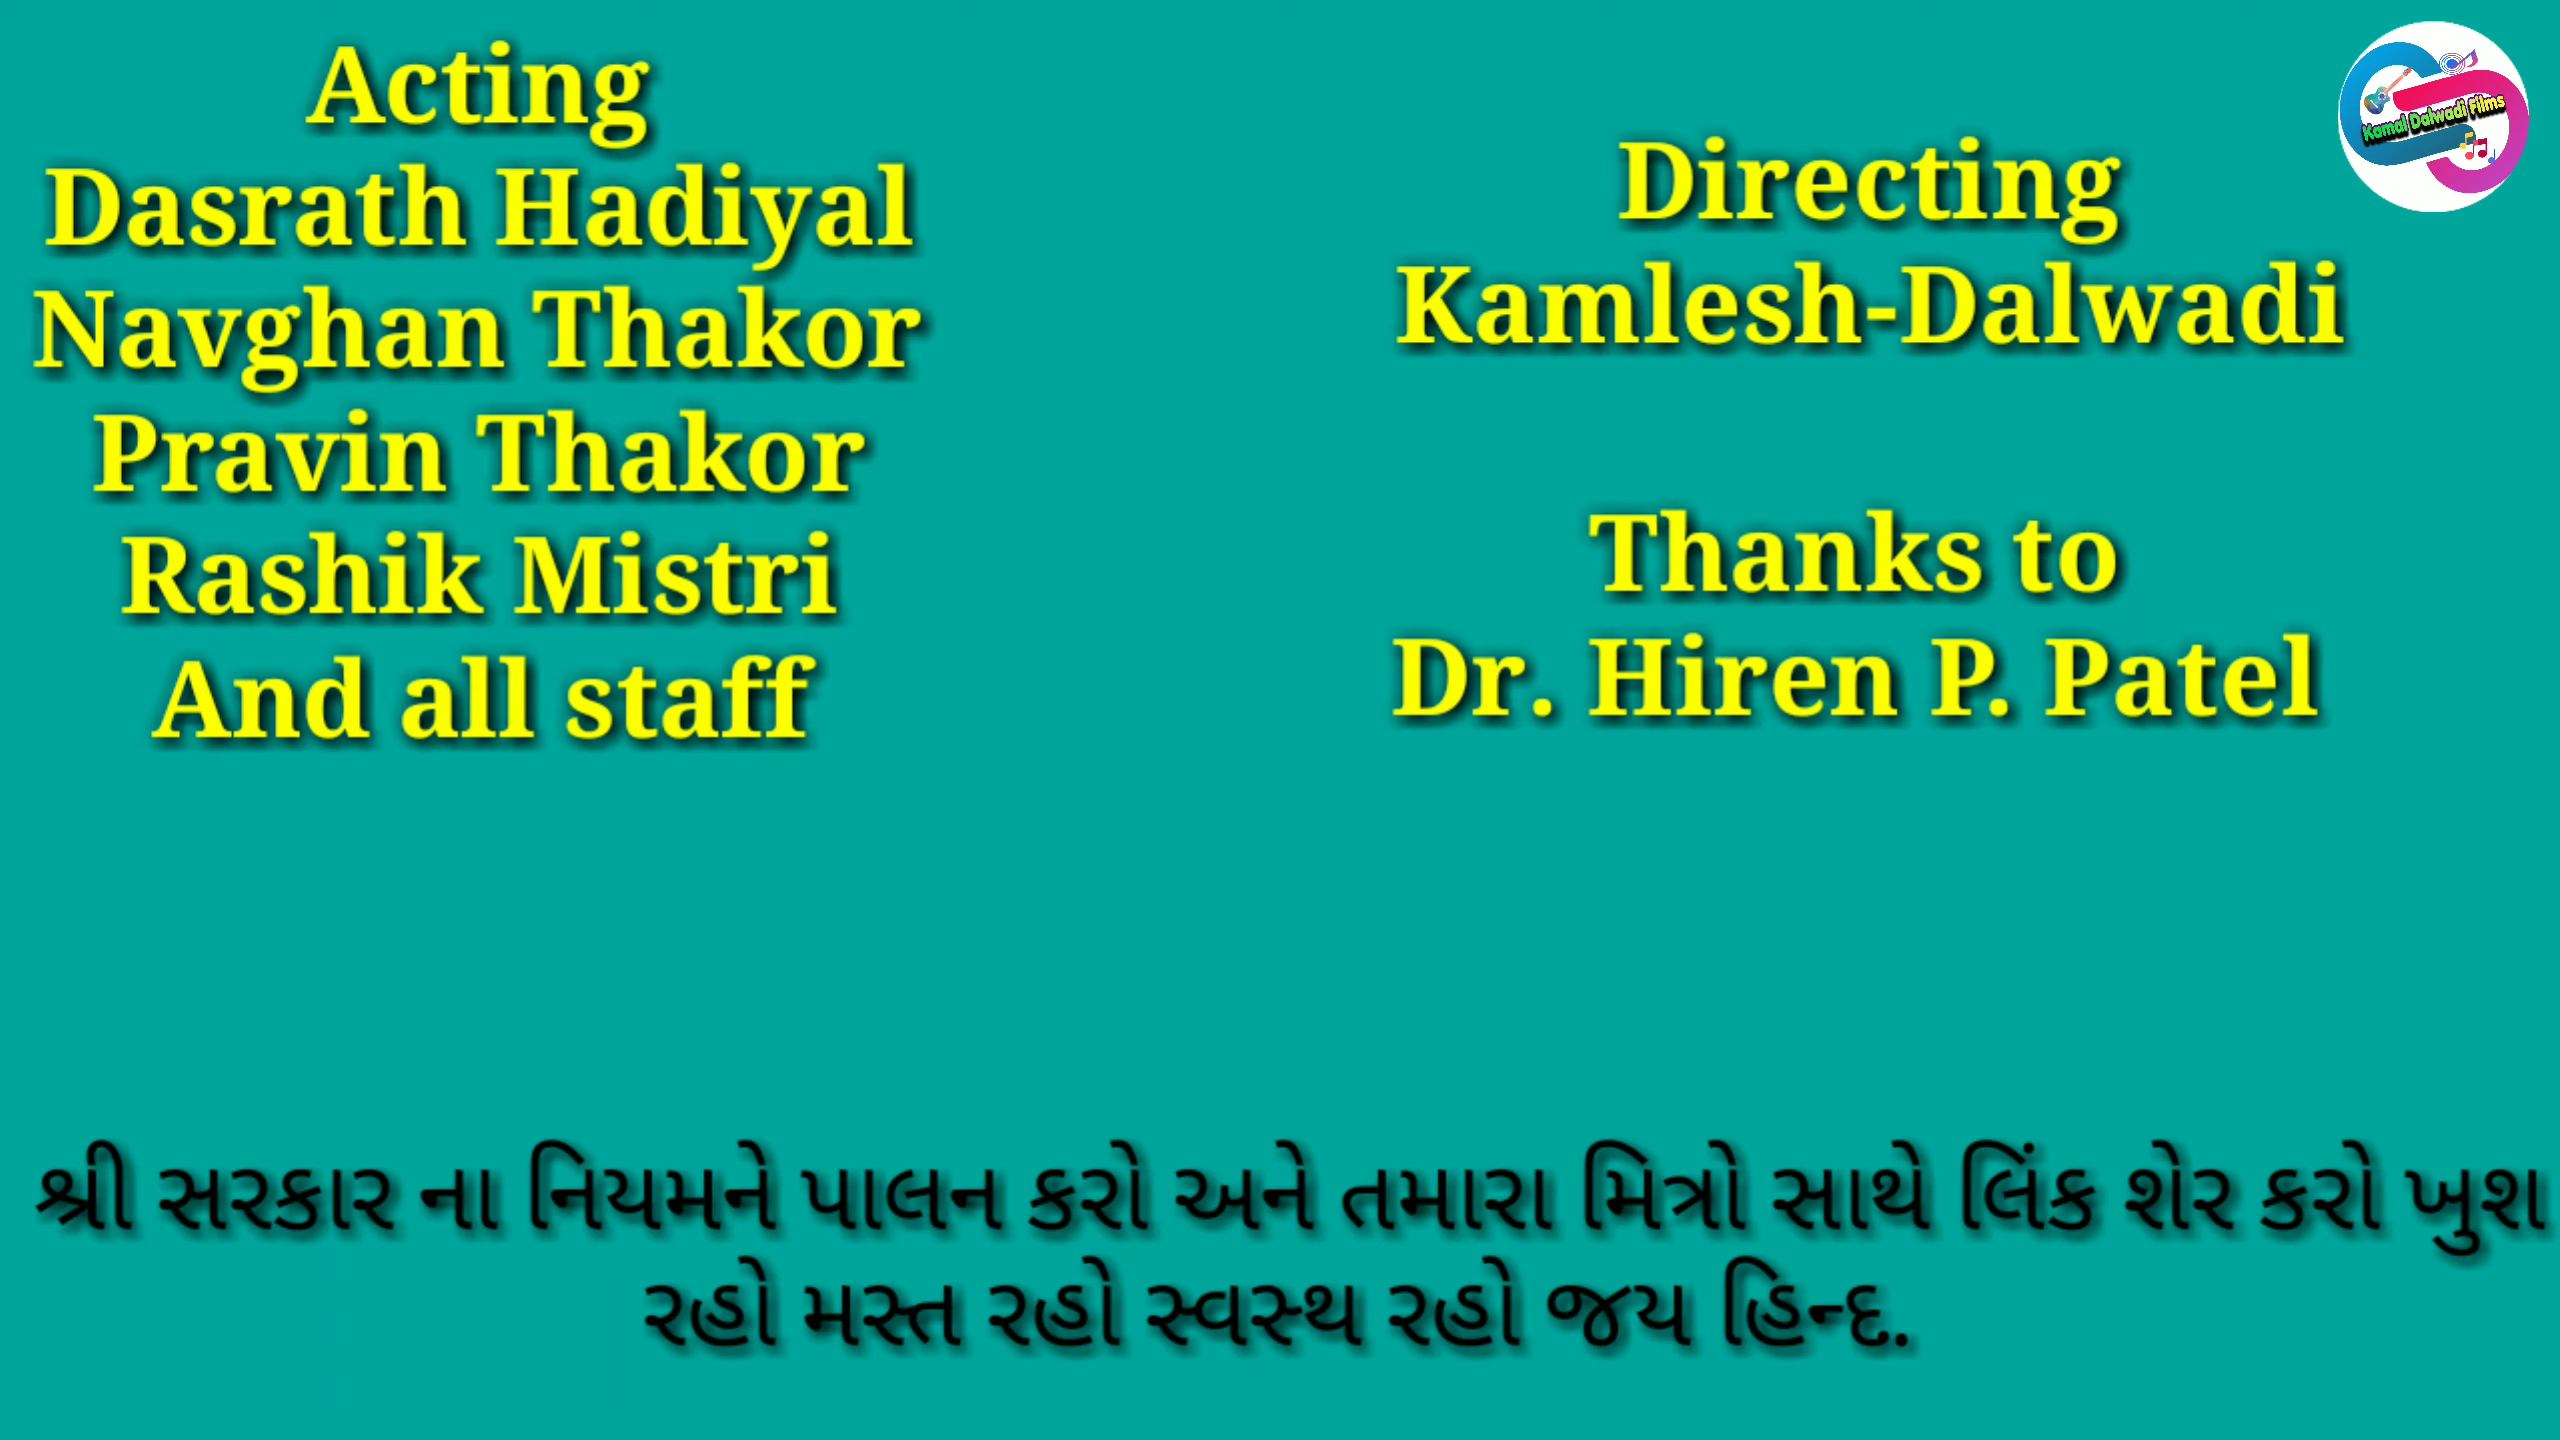 Acting
Dasrath Hadiyal
Navghan Thakor
Pravin Thakor
Rashik Mistri
And all staff
Directing
Kamlesh-Dalwadi
Thanks to
Dr. Hiren P. Patel
Kamal Dalwadi Films
શ્રી સરકાર ના નિયમને પાલન કરો અને તમારા મિત્રો સાથે લિંક શેર કરો ખુશ
રહો મસ્ત રહો સ્વસ્થ રહો જય હિન્દ.